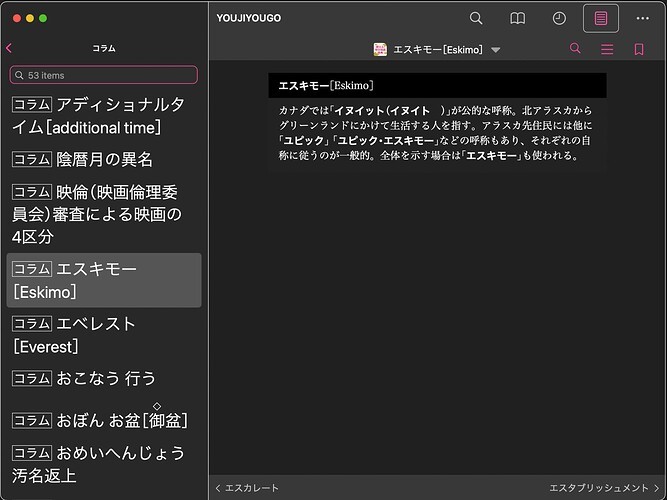 YOUJIYOUGO
コラム
エスキモー[Eskimo]
53 items
コラム アディショナルタ
イム[additional time]
コラム 陰暦月の異名
コラム 映倫(映画倫理委
員会)審査による映画の
4区分
コラム エスキモー
[Eskimo]
コラム エベレスト
[Everest]
コラム おこなう 行う
コラム おぼん お盆[御◇盆]
コラム おめいへんじょう
汚名返上
エスキモー[Eskimo]
カナダでは「イヌイット(イヌイト　)」が公的な呼称。北アラスカから
グリーンランドにかけて生活する人を指す。アラスカ先住民には他に
「ユピック」「ユピック・エスキモー」などの呼称もあり、それぞれの自
称に従うのが一般的。全体を示す場合は「エスキモー」も使われる。
エスカレート
エスタブリッシュメント